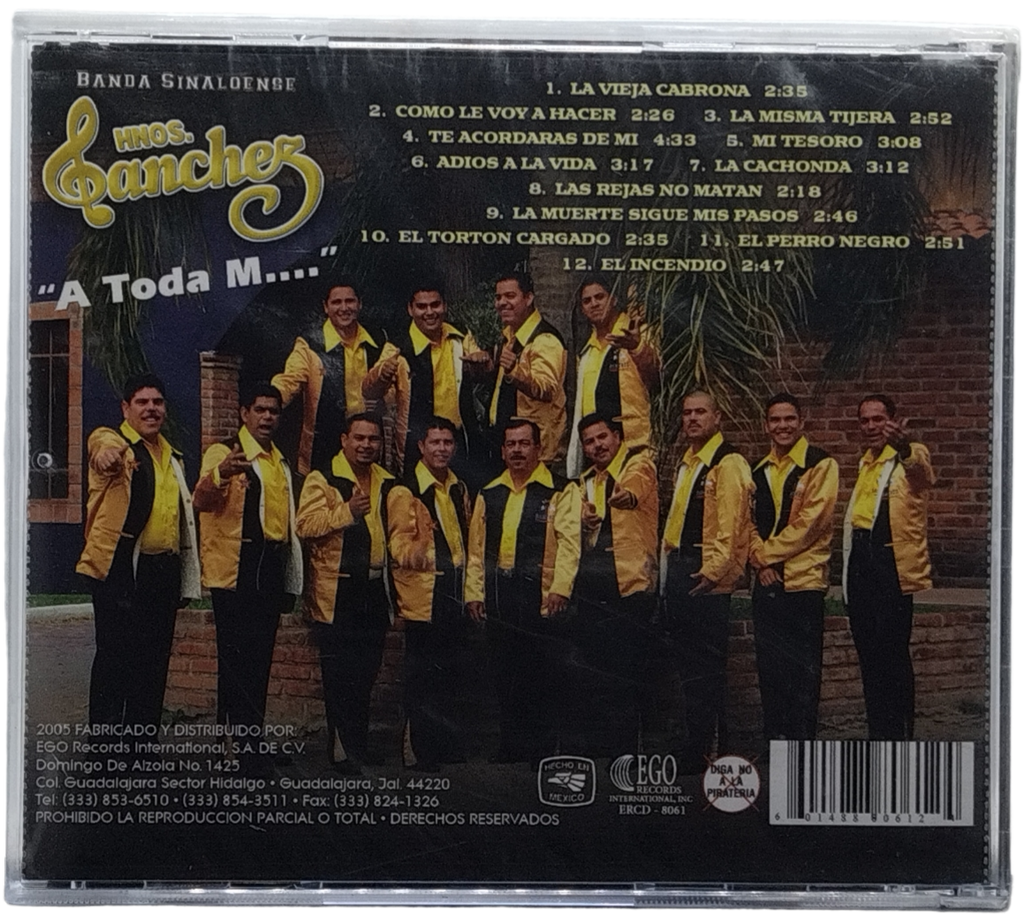 BANDA SINALOENSE
HNOS.
Sanchez
"A TODA M...."
1. LA VIEJA CABRONA 2:35
2. COMO LE VOY A HACER 2:26 3. LA MISMA TIJERA 2:52
4. TE ACORDARAS DE MI 4:33 5. MI TESORO 3:08
6. ADIOS A LA VIDA 3:17 7. LA CACHONDA 3:12
8. LAS REJAS NO MATAN 2:18
9. LA MUERTE SIGUE MIS PASOS 2:46
10. EL TORTON CARGADO 2:35 11. EL PERRO NEGRO 2:51
12. EL INCENDIO 2:47
2005 FABRICADO Y DISTRIBUIDO POR:
EGO Records International, S.A. DE C.V.
Domingo De Alzola No. 1425
Col. Guadalajara Sector Hidalgo • Guadalajara, Jal. 44220
Tel: (333) 853-6510 • (333) 854-3511 • Fax: (333) 824-1326
PROHIBIDO LA REPRODUCCION PARCIAL O TOTAL • DERECHOS RESERVADOS
HECHO EN
MEXICO
EGO
RECORDS
INTERNATIONAL, INC
ERCD - 8061
DIGA NO
A LA
PIRATERIA